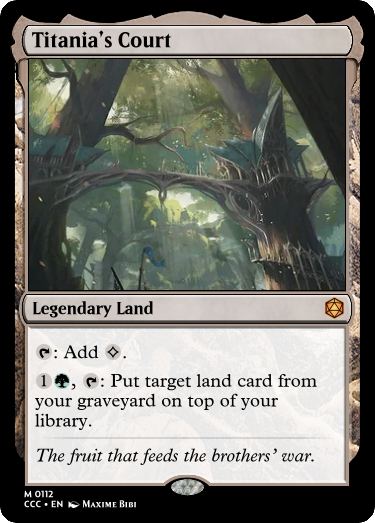 Titania's Court
Legendary Land
: Add .
1, : Put target land card from
your graveyard on top of your
library.
The fruit that feeds the brothers' war.
M 0112
CCC • EN Maxime Bibi